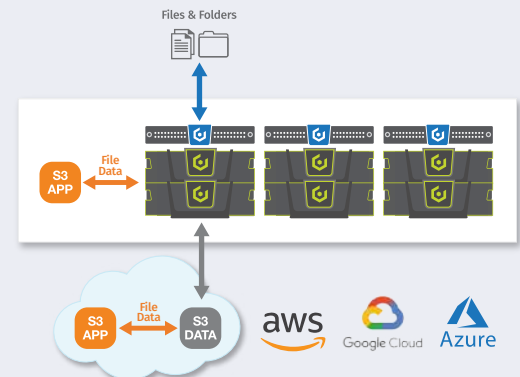 Files & Folders
File
Data
S3
APP
File
Data
S3
APP
S3
DATA
aws
Google Cloud
Azure